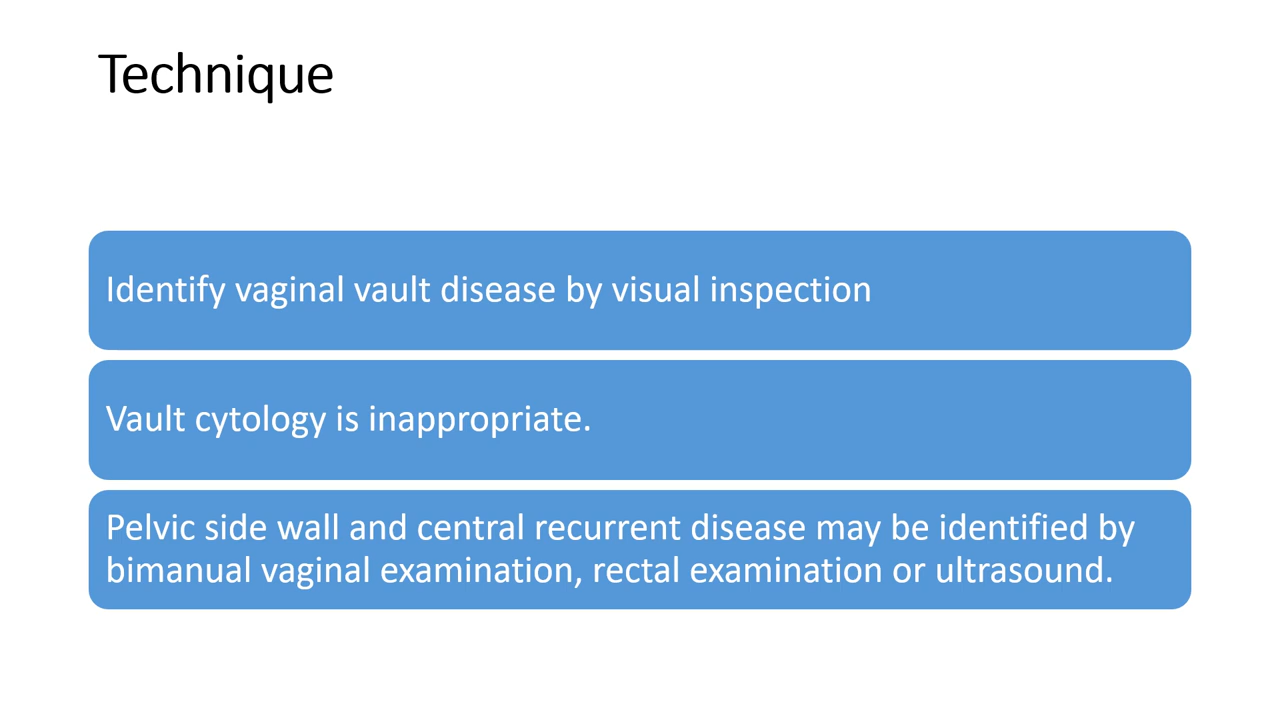 Technique
Identify vaginal vault disease by visual inspection
Vault cytology is inappropriate.
Pelvic side wall and central recurrent disease may be identified by
bimanual vaginal examination, rectal examination or ultrasound.